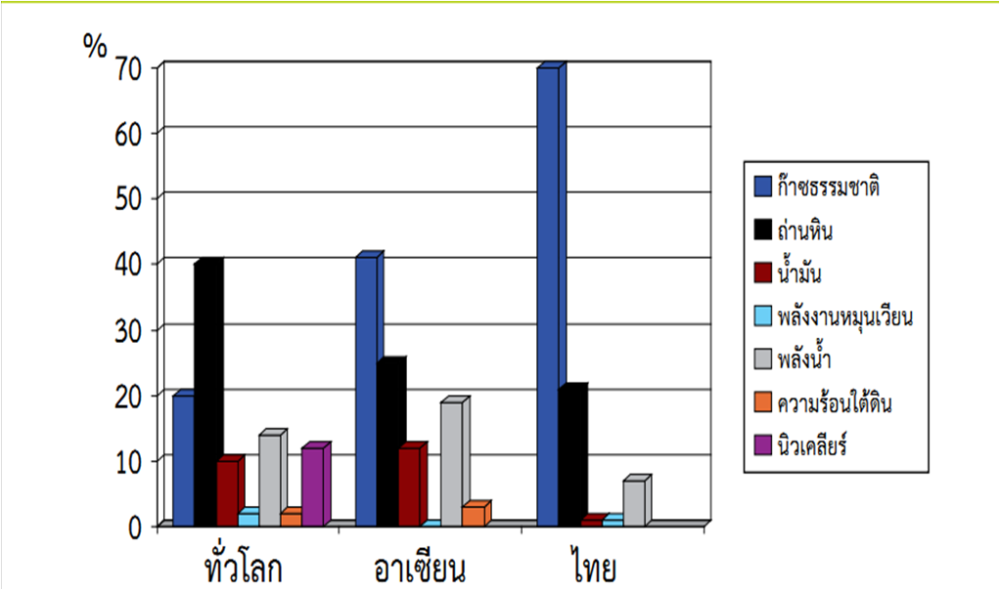 %
70
60
50
40
30
20
10
0
ทั่วโลก
อาเซียน
ไทย
ก๊าซธรรมชาติ
ถ่านหิน
น้ำมัน
พลังงานหมุนเวียน
พลังน้ำ
ความร้อนใต้ดิน
นิวเคลียร์